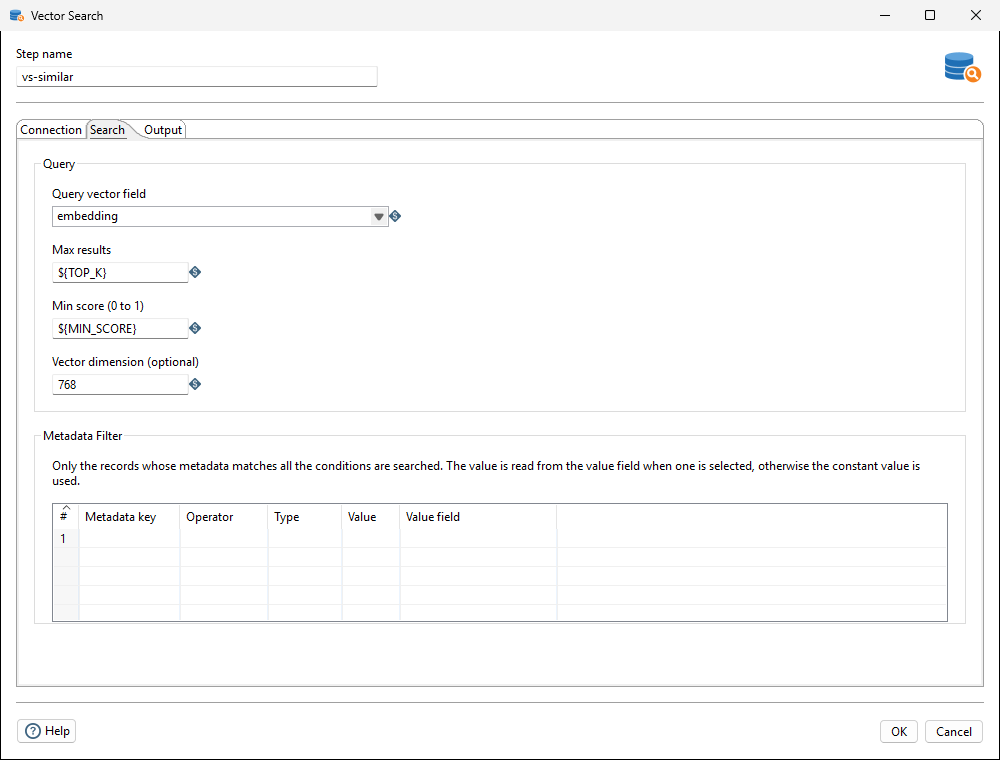 Vector Search
Step name
vs-similar
Connection Search Output
Query
Query vector field
embedding
Max results
${TOP_K}
Min score (0 to 1)
${MIN_SCORE}
Vector dimension (optional)
768
Metadata Filter
Only the records whose metadata matches all the conditions are searched. The value is read from the value field when one is selected, otherwise the constant value is
used.
# Metadata key Operator Type Value Value field
1
Help OK Cancel